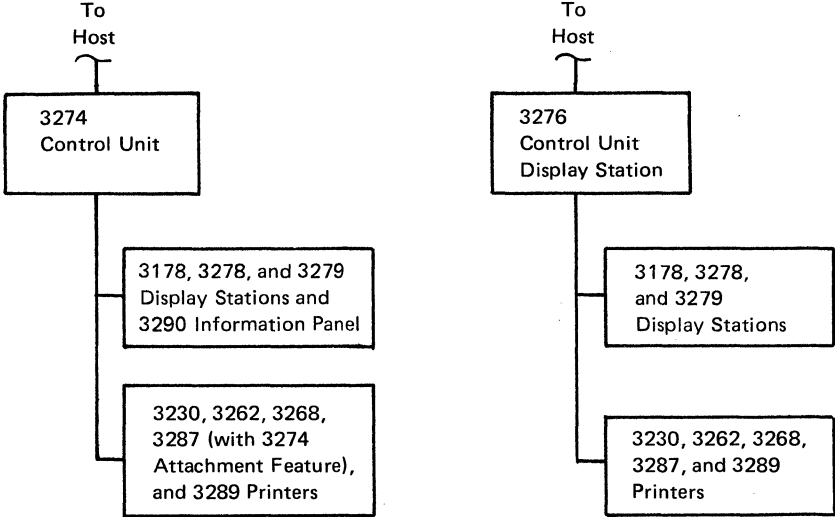 To
Host
3274
Control Unit
3178, 3278, and 3279
Display Stations and
3290 Information Panel
3230, 3262, 3268,
3287 (with 3274
Attachment Feature),
and 3289 Printers
To
Host
3276
Control Unit
Display Station
3178, 3278,
and 3279
Display Stations
3230, 3262, 3268,
3287, and 3289
Printers